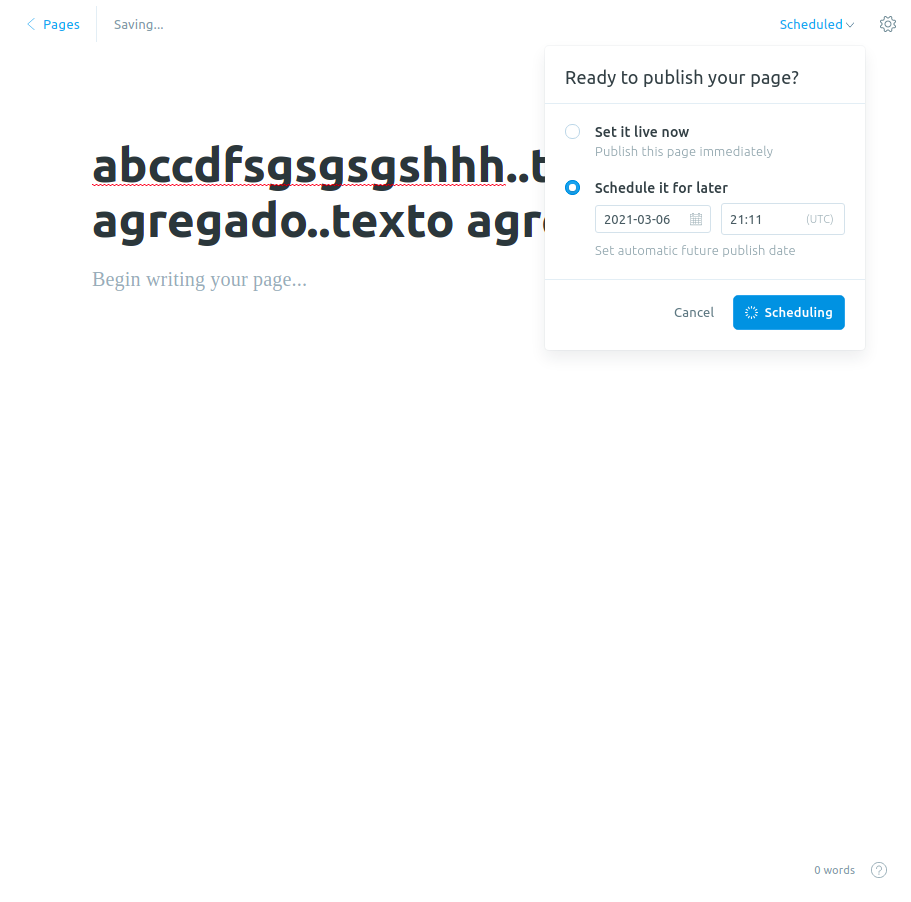 Pages
Saving...
Scheduled
Ready to publish your page?
abccdfsgsgsgshhh..t
agregado..texto agr
Begin writing your page...
Set it live now
Publish this page immediately
Schedule it for later
2021-03-06
21:11 (UTC)
Set automatic future publish date
Cancel
Scheduling
0 words
?